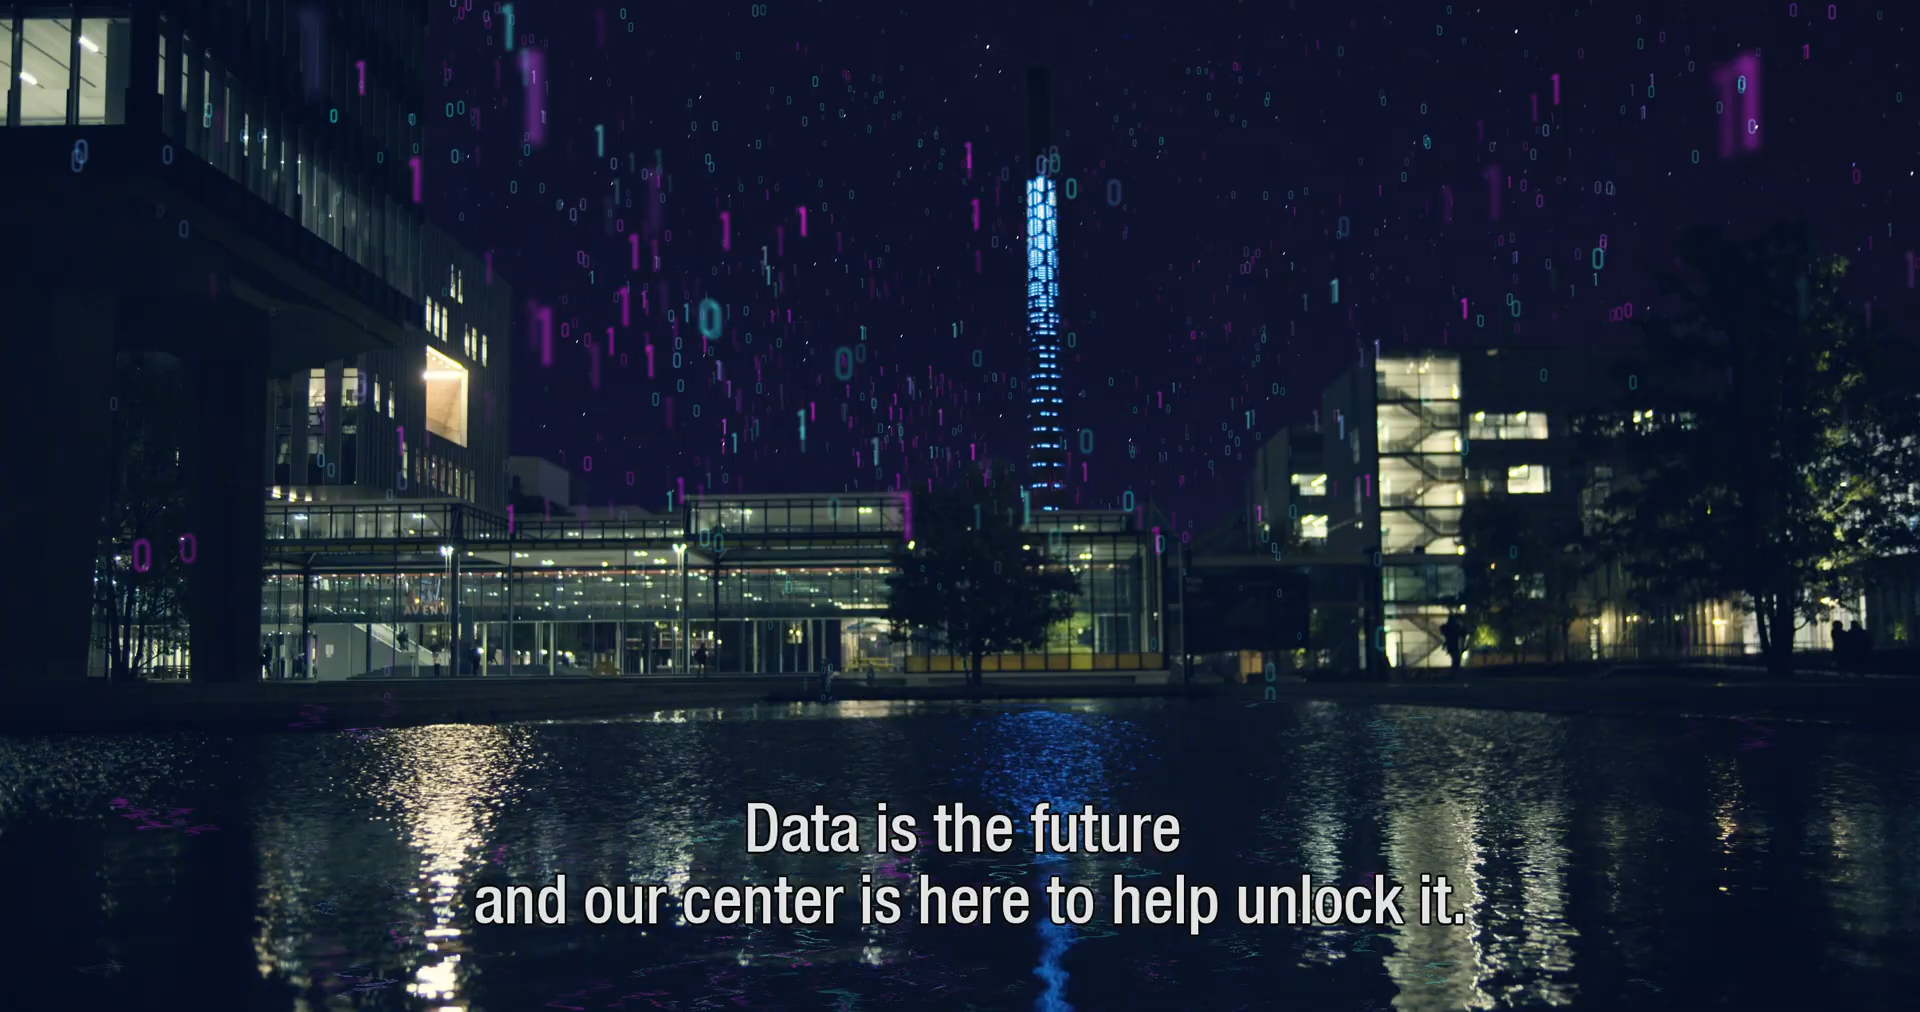 Data is the future
and our center is here to help unlock it.